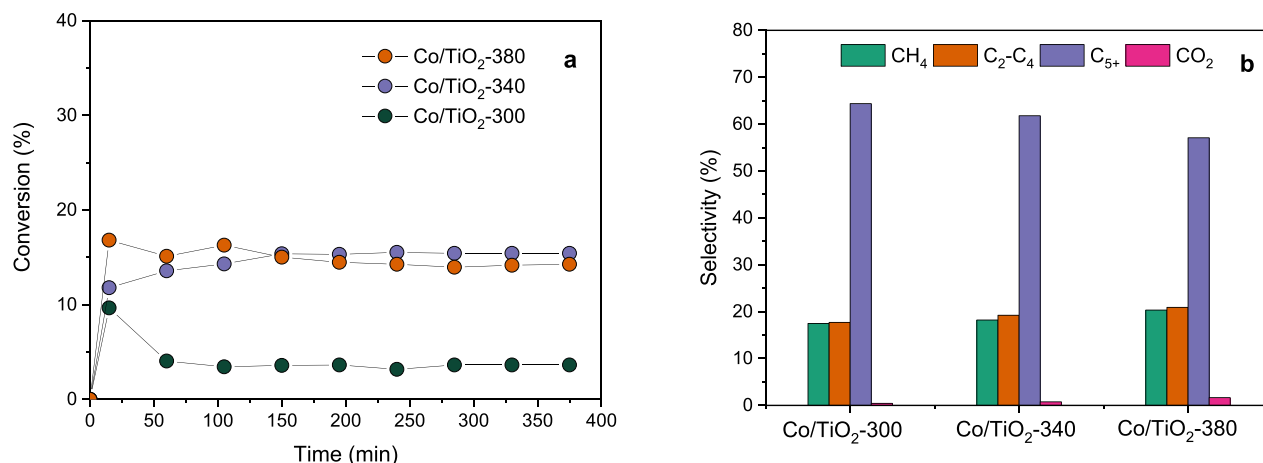 40
30
20
10
0
0 50 100 150 200 250 300 350 400
Conversion (%)
Time (min)
Co/TiO₂-380
Co/TiO₂-340
Co/TiO₂-300
a
80
70
60
50
40
30
20
10
0
Selectivity (%)
CH₄ C₂-C₄ C₅₊ CO₂
b
Co/TiO₂-300 Co/TiO₂-340 Co/TiO₂-380